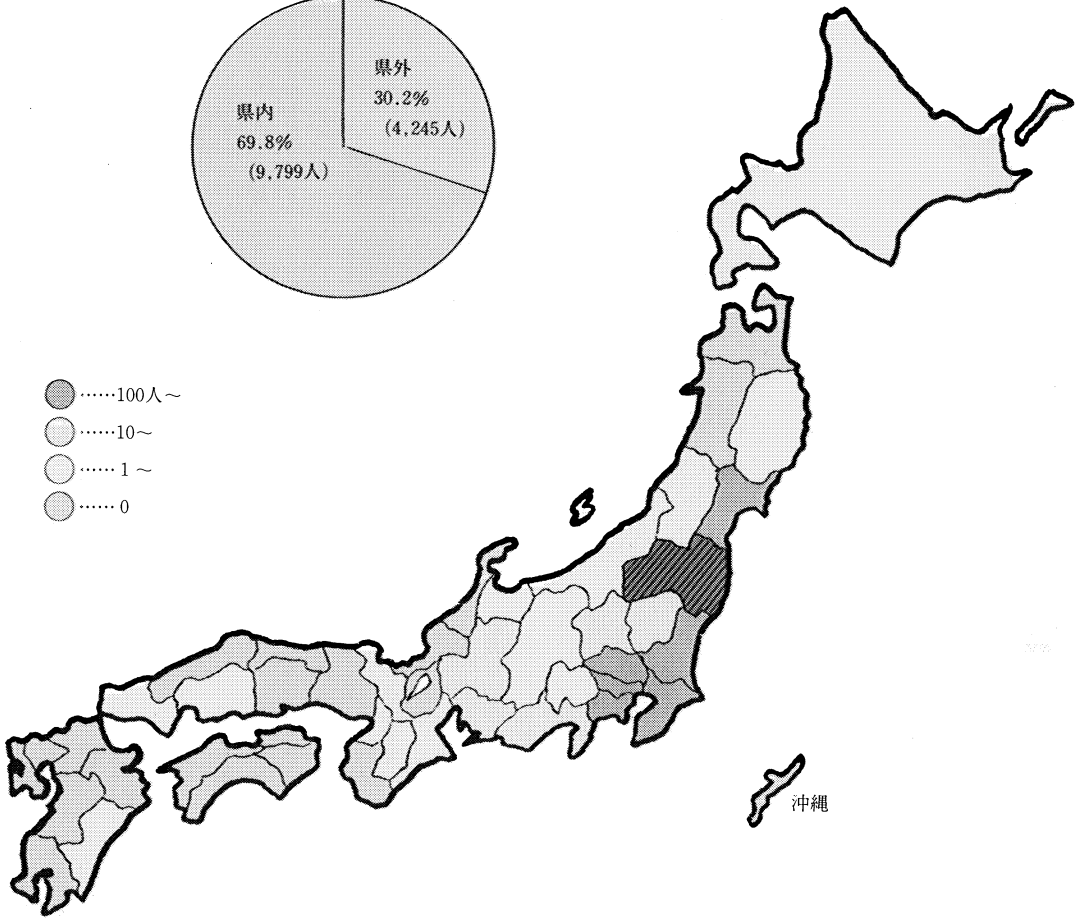 県外
30.2%
(4,245人)
県内
69.8%
(9,799人)
……100人～
……10～
…… 1 ～
…… 0
沖縄